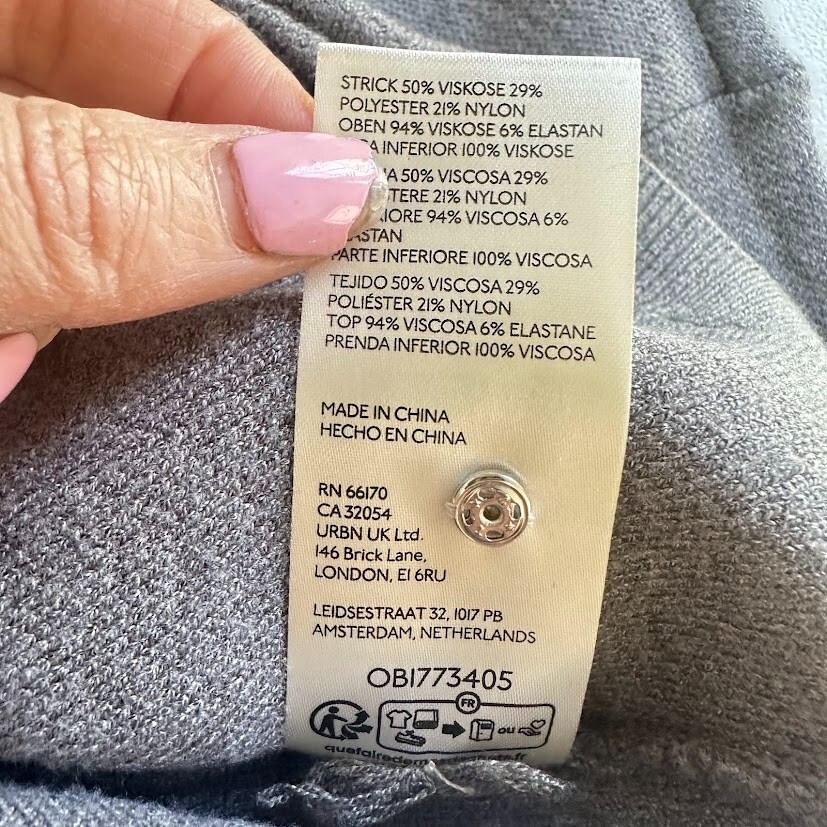 STRICK 50% VISKOSE 29%
POLYESTER 21% NYLON
OBEN 94% VISKOSE 6% ELASTAN
INFERIOR 100% VISKOSE
50% VISCOSA 29%
21% NYLON
94% VISCOSA 6%
PARTE INFERIORE 100% VISCOSA
TEJIDO 50% VISCOSA 29%
POLIÉSTER 21% NYLON
TOP 94% VISCOSA 6% ELASTANE
PRENDA INFERIOR 100% VISCOSA
MADE IN CHINA
HECHO EN CHINA
RN 66170
CA 32054
URBN UK Ltd.
146 Brick Lane,
LONDON, E1 6RU
LEIDSESTRAAT 32, 1017 PB
AMSTERDAM, NETHERLANDS
OB1773405
FR
ou